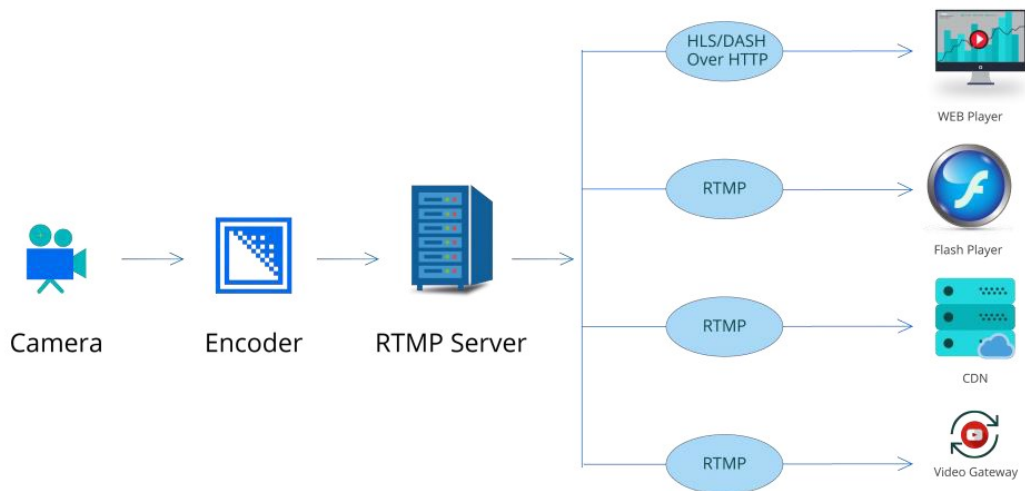 HLS/DASH
Over HTTP
WEB Player
RTMP
Flash Player
Camera
Encoder
RTMP Server
RTMP
CDN
RTMP
Video Gateway